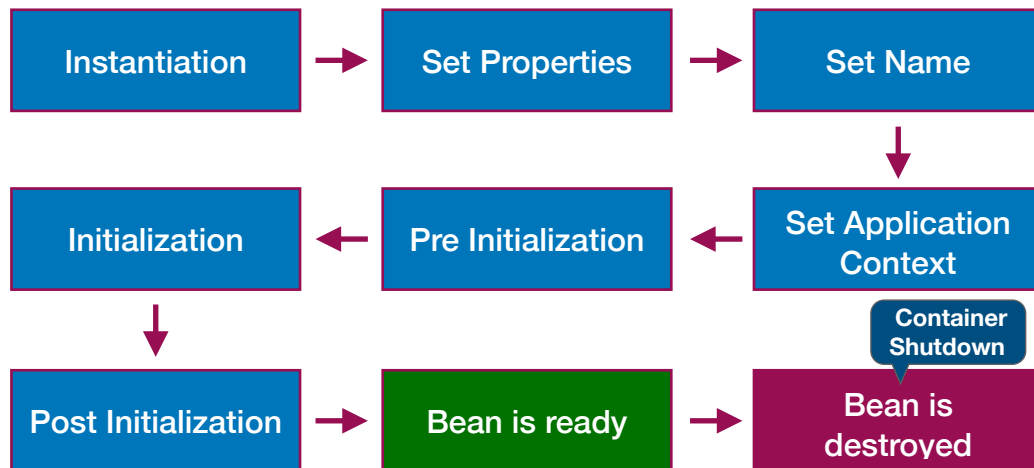 Instantiation
Set Properties
Set Name
Initialization
Pre Initialization
Set Application
Context
Container
Shutdown
Post Initialization
Bean is ready
Bean is
destroyed